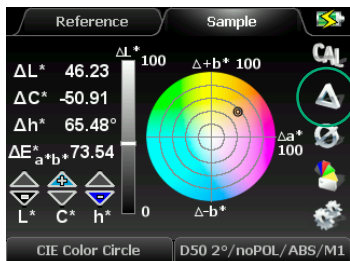 Reference Sample
ΔL* 46.23
ΔC* -50.91
Δh* 65.48°
ΔE*a*b* 73.54
L* C* h*
ΔL*
100
0
Δ+b* 100
Δa*
100
Δ-b*
CAL
Δ
CIE Color Circle D50 2°/noPOL/ABS/M1